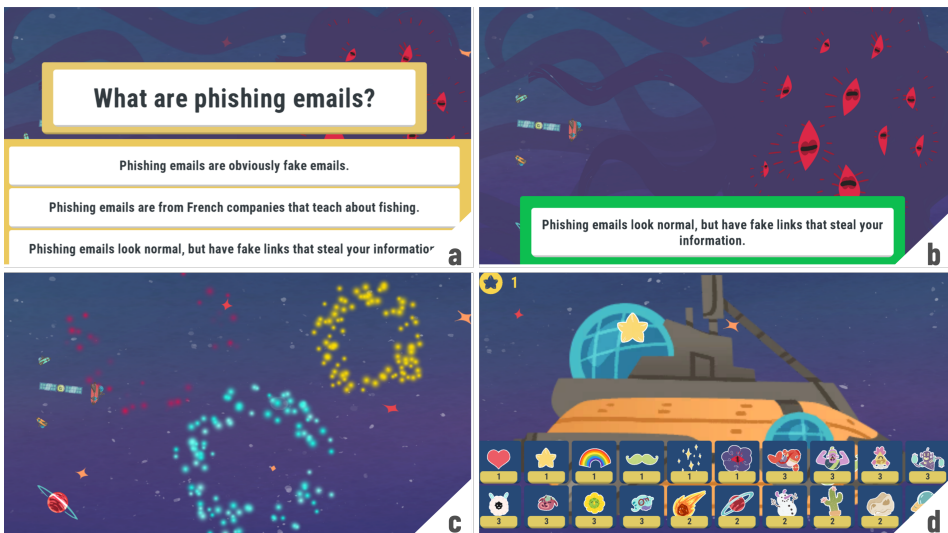 What are phishing emails?
Phishing emails are obviously fake emails.
Phishing emails are from French companies that teach about fishing.
Phishing emails look normal, but have fake links that steal your information
a
Phishing emails look normal, but have fake links that steal your
information.
b
c
1
1 1 1 1 1 1 3 3 3 3
3 3 3 3 2 2 2 2 2
d